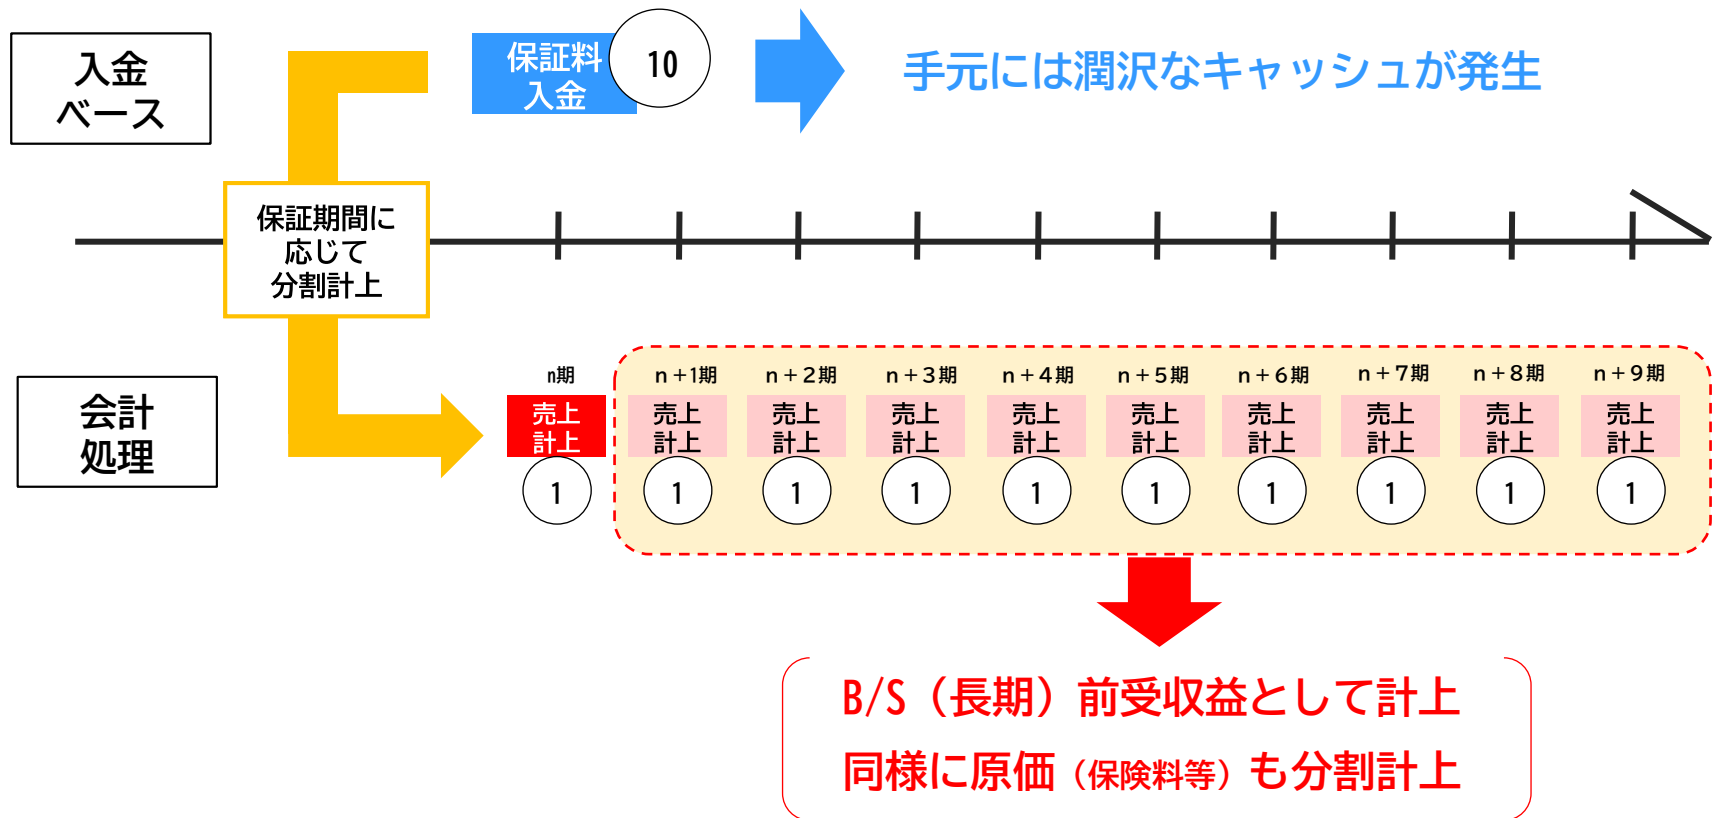 入金
ベース
保証料
入金
10
手元には潤沢なキャッシュが発生
保証期間に
応じて
分割計上
会計
処理
n期
n+1期
n+2期
n+3期
n+4期
n+5期
n+6期
n+7期
n+8期
n+9期
売上
計上
売上
計上
売上
計上
売上
計上
売上
計上
売上
計上
売上
計上
売上
計上
売上
計上
売上
計上
1
1
1
1
1
1
1
1
1
1
B/S（長期）前受収益として計上
同様に原価（保険料等）も分割計上